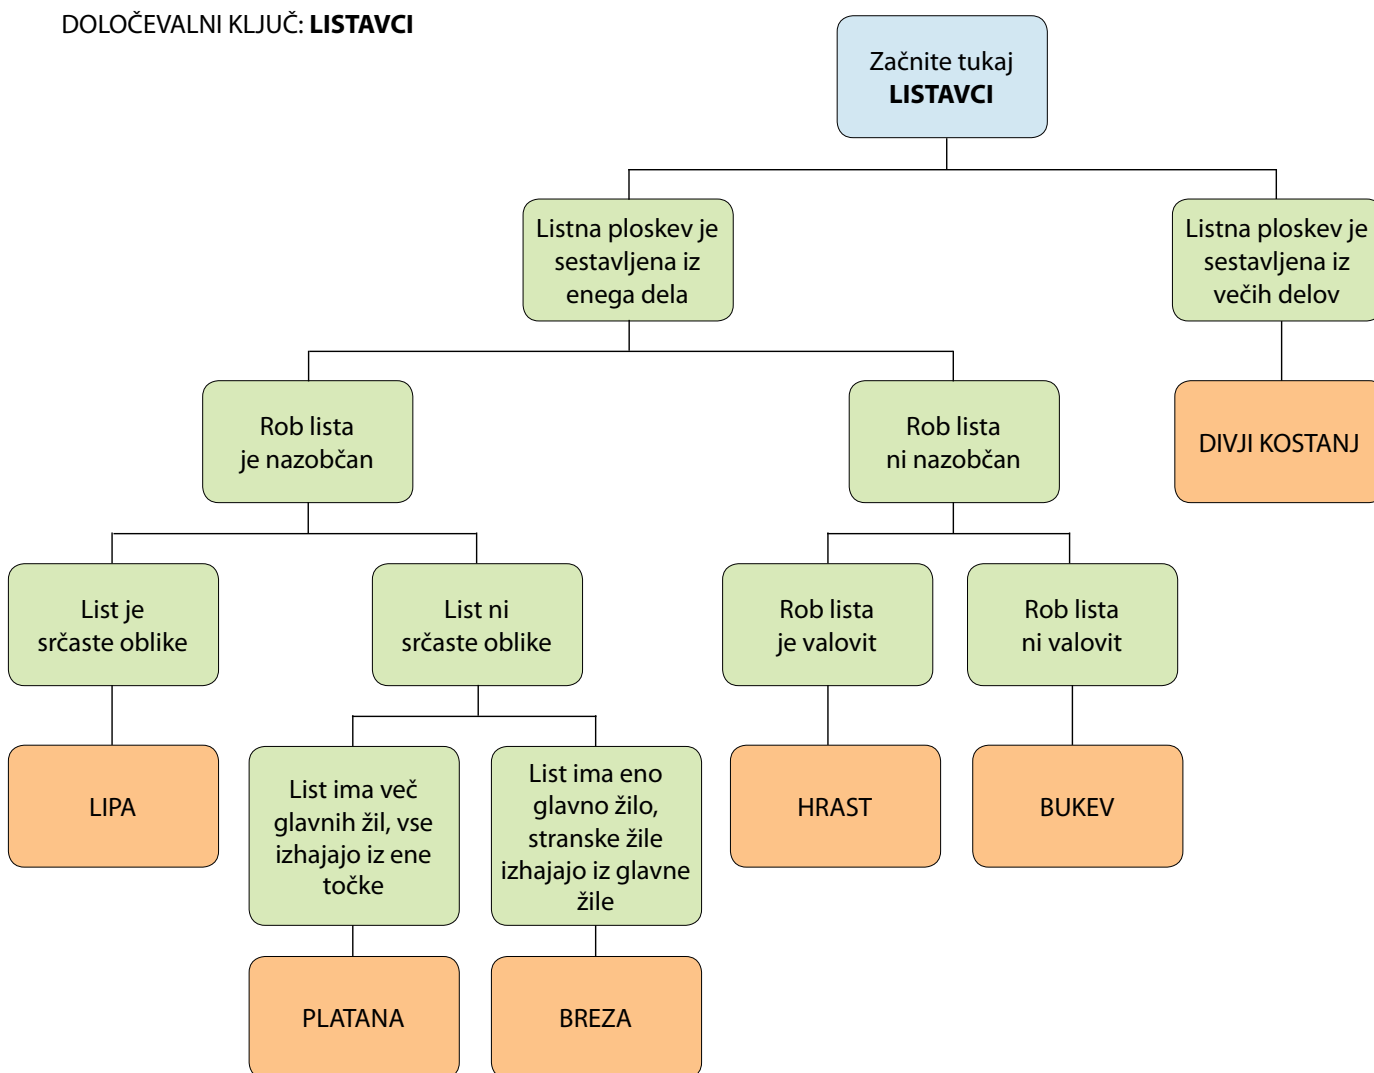 DOLOČEVALNI KLJUČ: LISTAVCI
Začnite tukaj
LISTAVCI
Listna ploskev je
sestavljena iz
enega dela
Listna ploskev je
sestavljena iz
večih delov
Rob lista
je nazobčan
Rob lista
ni nazobčan
DIVJI KOSTANJ
List je
srčaste oblike
List ni
srčaste oblike
Rob lista
je valovit
Rob lista
ni valovit
LIPA
List ima več
glavnih žil, vse
izhajajo iz ene
točke
List ima eno
glavno žilo,
stranske žile
izhajajo iz glavne
žile
HRAST
BUKEV
PLATANA
BREZA